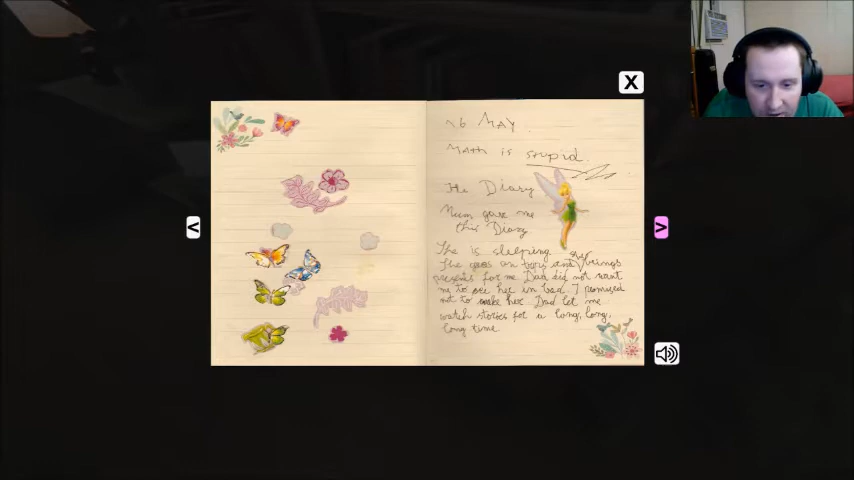 X
16 MAY
MATH is stupid.
The Diary
Mum gave me
this Diary
She is sleeping
She goes on and she brings
presents for me Dad did not want
me to see her in bed I promised
not to wake her Dad let me
watch stories for a long, long,
long time
<
>